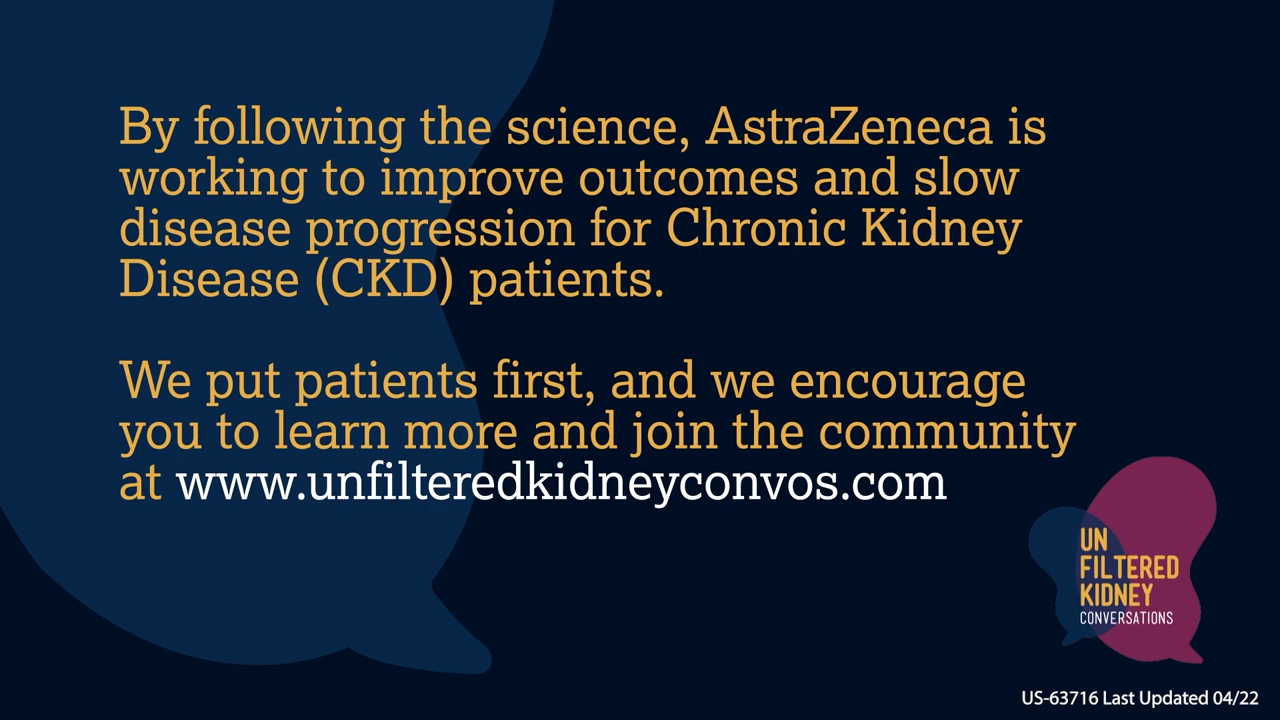 By following the science, AstraZeneca is
working to improve outcomes and slow
disease progression for Chronic Kidney
Disease (CKD) patients.
We put patients first, and we encourage
you to learn more and join the community
at www.unfilteredkidneyconvos.com
UN
FILTERED
KIDNEY
CONVERSATIONS
US-63716 Last Updated 04/22